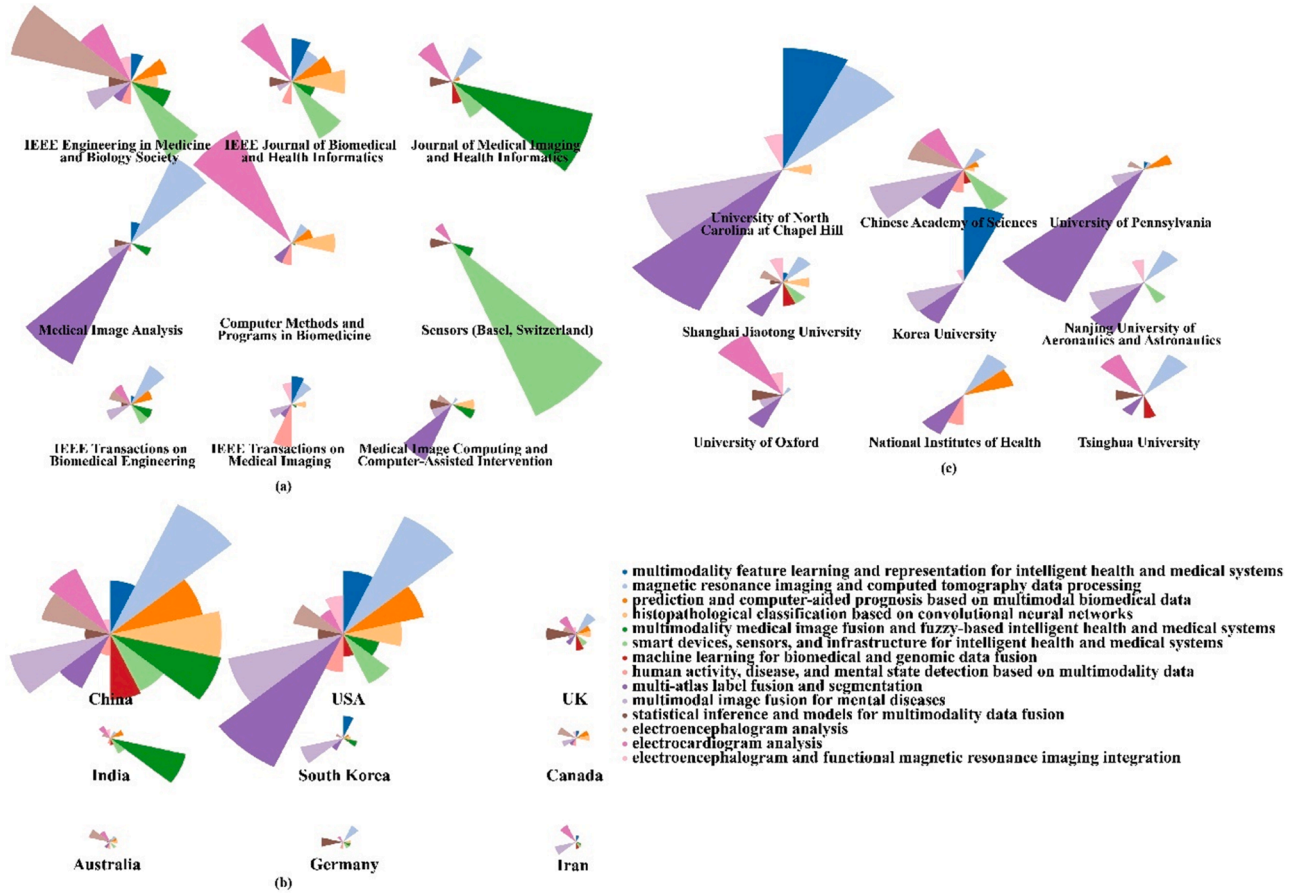 IEEE Engineering in Medicine
and Biology Society
IEEE Journal of Biomedical
and Health Informatics
Journal of Medical Imaging
and Health Informatics
Medical Image Analysis
Computer Methods and
Programs in Biomedicine
Sensors (Basel, Switzerland)
IEEE Transactions on
Biomedical Engineering
IEEE Transactions on
Medical Imaging
Medical Image Computing and
Computer-Assisted Intervention
(a)
University of North
Carolina at Chapel Hill
Chinese Academy of Sciences
University of Pennsylvania
Shanghai Jiaotong University
Korea University
Nanjing University of
Aeronautics and Astronautics
University of Oxford
National Institutes of Health
Tsinghua University
(c)
China
USA
UK
India
South Korea
Canada
Australia
Germany
Iran
(b)
multimodality feature learning and representation for intelligent health and medical systems
magnetic resonance imaging and computed tomography data processing
prediction and computer-aided prognosis based on multimodal biomedical data
histopathological classification based on convolutional neural networks
multimodality medical image fusion and fuzzy-based intelligent health and medical systems
smart devices, sensors, and infrastructure for intelligent health and medical systems
machine learning for biomedical and genomic data fusion
human activity, disease, and mental state detection based on multimodality data
multi-atlas label fusion and segmentation
multimodal image fusion for mental diseases
statistical inference and models for multimodality data fusion
electroencephalogram analysis
electrocardiogram analysis
electroencephalogram and functional magnetic resonance imaging integration